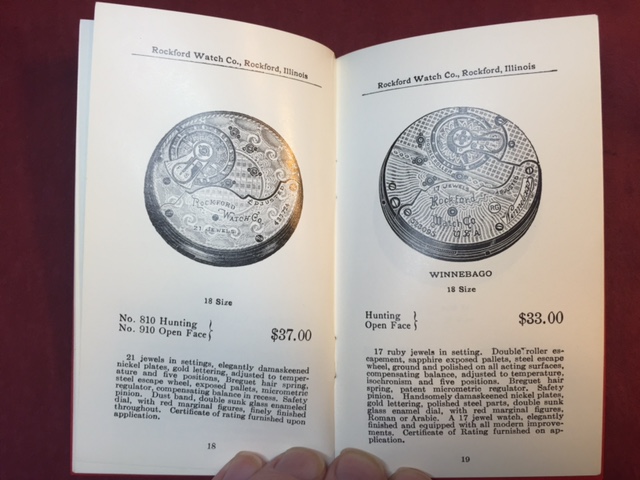 Rockford Watch Co., Rockford, Illinois
ROCKFORD
WATCH CO.
21 JEWELS
18 Size
No. 810 Hunting
No. 910 Open Face
$37.00
21 jewels in settings, elegantly damaskeened
nickel plates, gold lettering, adjusted to temper-
ature and five positions, Breguet hair spring,
steel escape wheel, exposed pallets, micrometric
regulator, compensating balance in recess. Safety
pinion. Dust band, double sunk glass enameled
dial, with red marginal figures, finely finished
throughout. Certificate of rating furnished upon
application.
18
Rockford Watch Co., Rockford, Illinois
17 JEWELS
Rockford
Watch Co
U.S.A
WINNEBAGO
18 Size
Hunting
Open Face
$33.00
17 ruby jewels in setting. Double roller es-
capement, sapphire exposed pallets, steel escape
wheel, ground and polished on all acting surfaces,
compensating balance, adjusted to temperature,
isochronism and five positions. Breguet hair
spring, patent micrometric regulator, Safety
pinion. Handsomely damaskeened nickel plates,
gold lettering, polished steel parts, double sunk
glass enamel dial, with red marginal figures,
Roman or Arabic. A 17 jewel watch, elegantly
finished and equipped with all modern improve-
ments. Certificate of Rating furnished on ap-
plication.
19